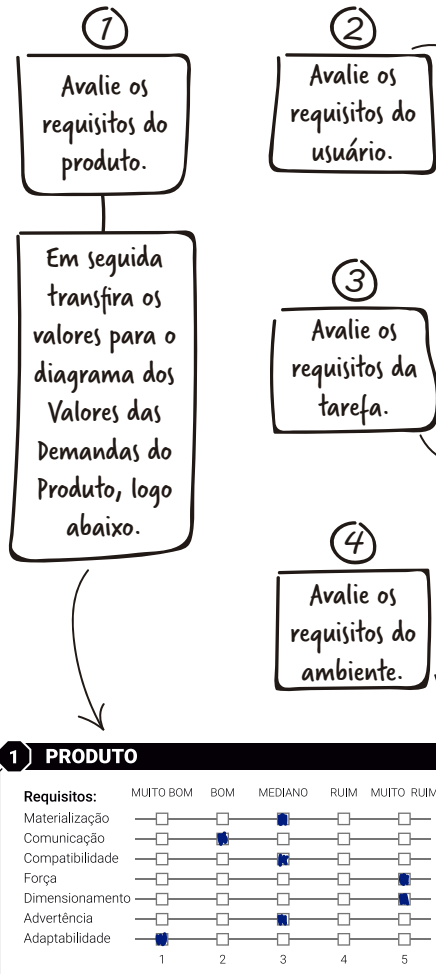 1
Avalie os
requisitos do
produto.
Em seguida
transfira os
valores para o
diagrama dos
Valores das
Demandas do
Produto, logo
abaixo.
2
Avalie os
requisitos do
usuário.
3
Avalie os
requisitos da
tarefa.
4
Avalie os
requisitos do
ambiente.
1 PRODUTO
Requisitos: MUITO BOM BOM MEDIANO RUIM MUITO RUIM
Materialização
Comunicação
Compatibilidade
Força
Dimensionamento
Advertência
Adaptabilidade
1 2 3 4 5